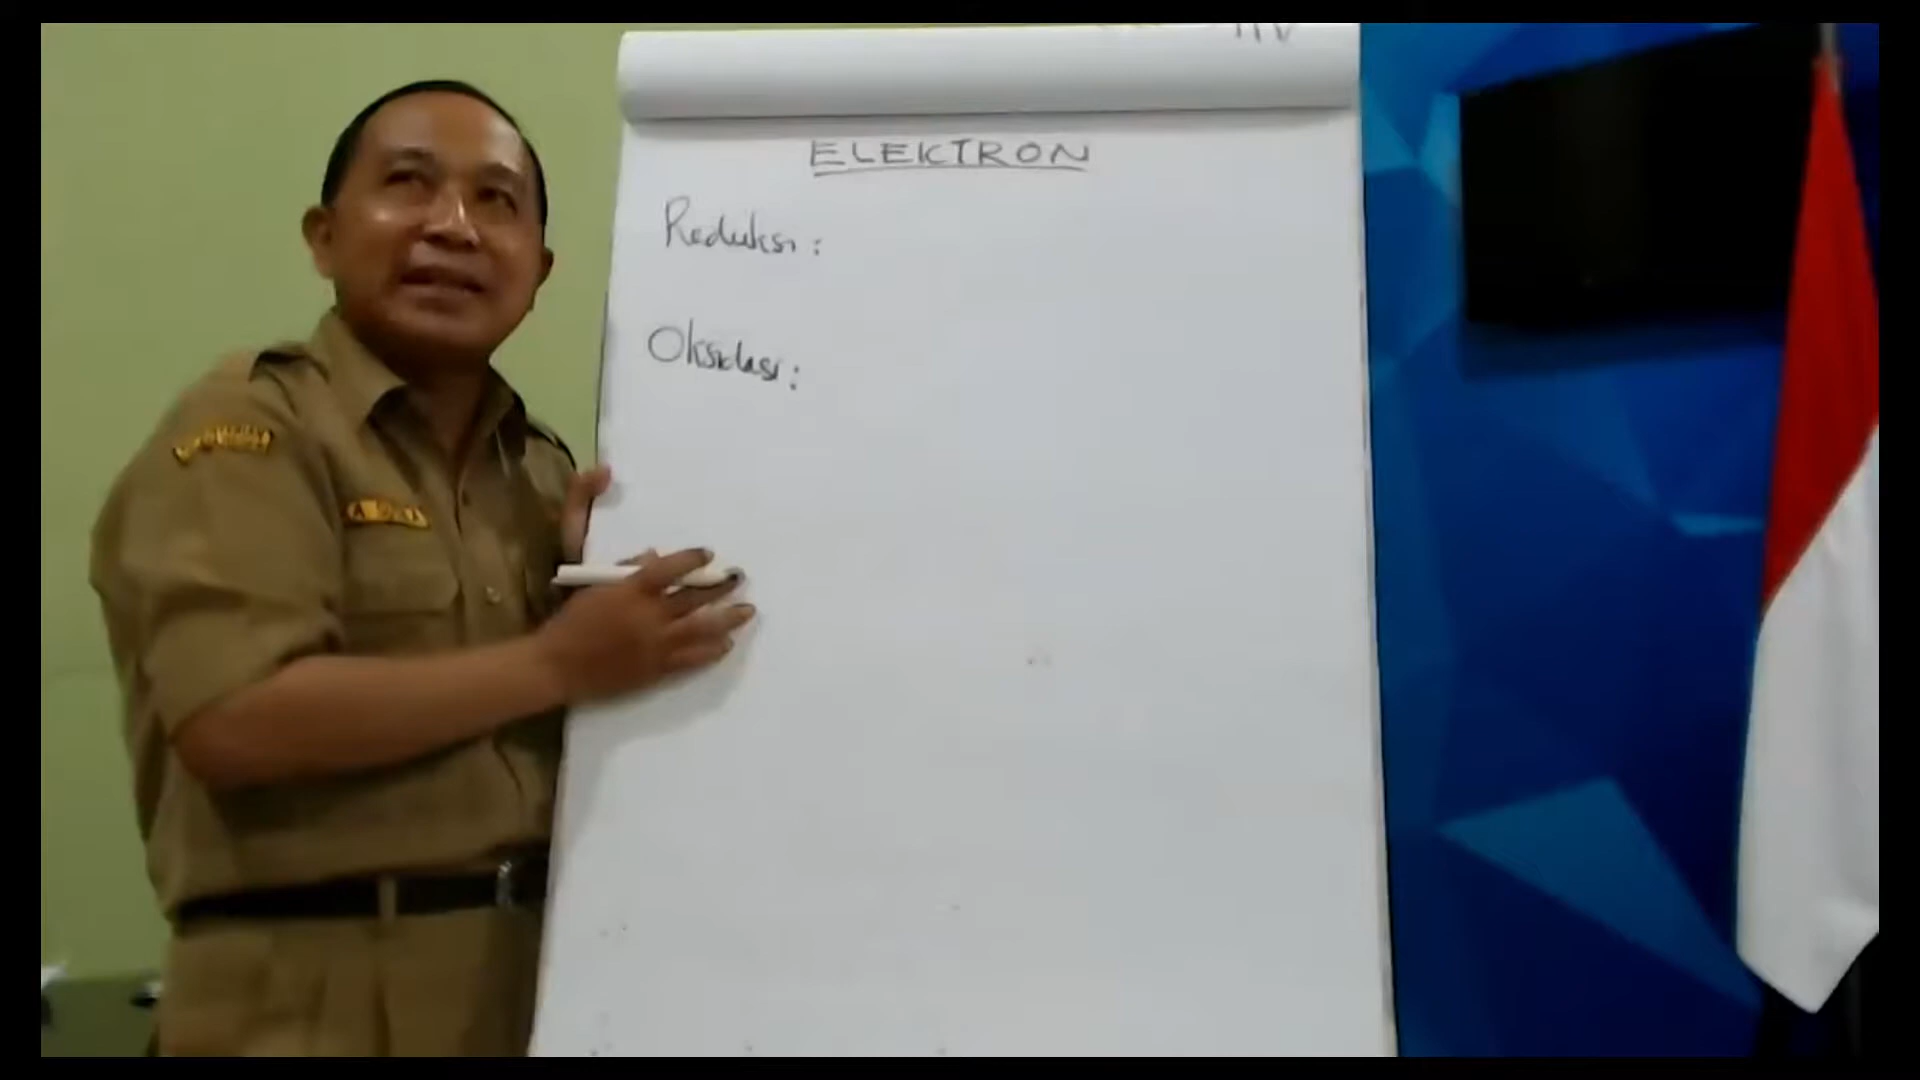 ELEKTRON
Reduksi :
Oksidasi :